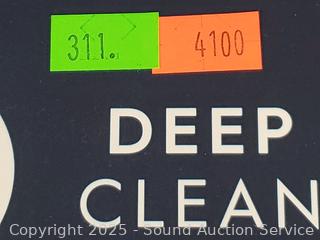 311. 4100
DEEP
CLEAN
Copyright 2025 - Sound Auction Service